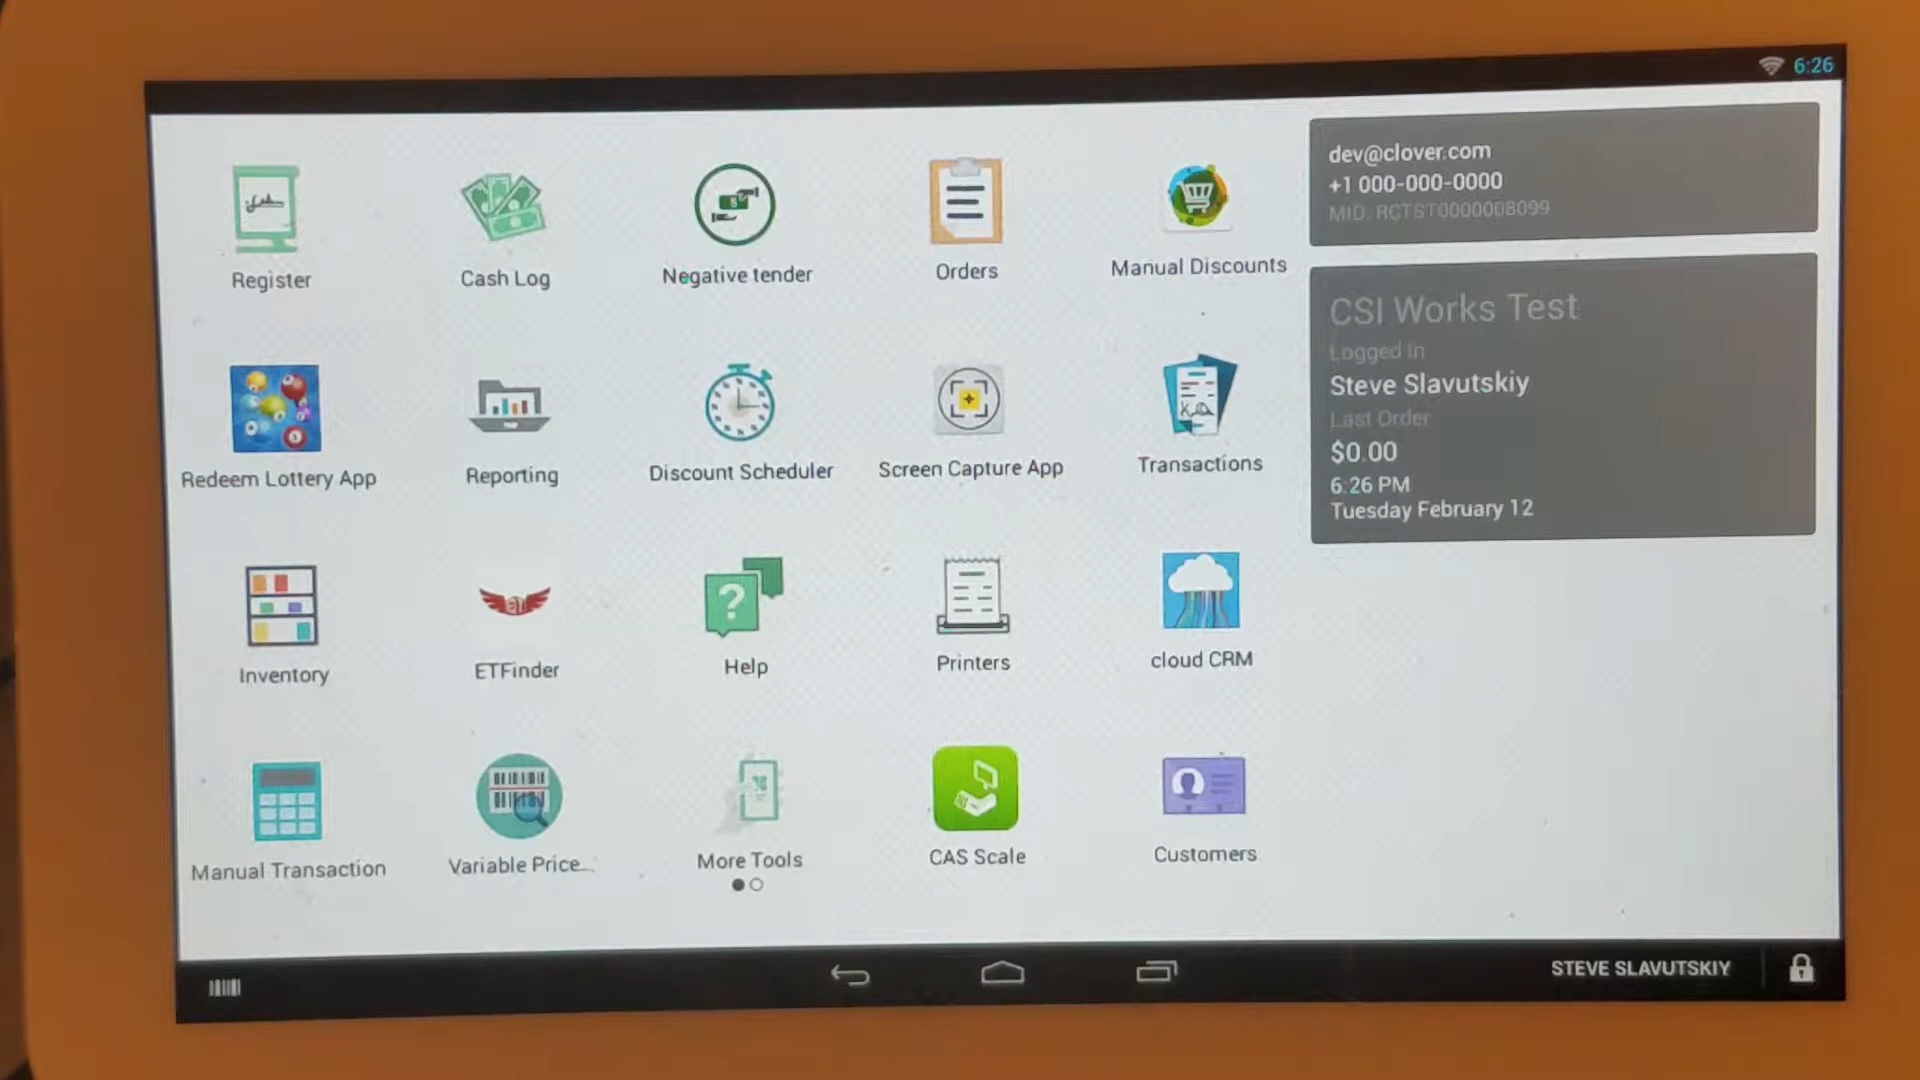 6:26
dev@clover.com
+1 000-000-0000
MID: RCTST0000008099
CSI Works Test
Logged In
Steve Slavutskiy
Last Order
$0.00
6:26 PM
Tuesday February 12
Register
Cash Log
Negative tender
Orders
Manual Discounts
Redeem Lottery App
Reporting
Discount Scheduler
Screen Capture App
Transactions
Inventory
ETFinder
Help
Printers
cloud CRM
Manual Transaction
Variable Price...
More Tools
CAS Scale
Customers
STEVE SLAVUTSKIY